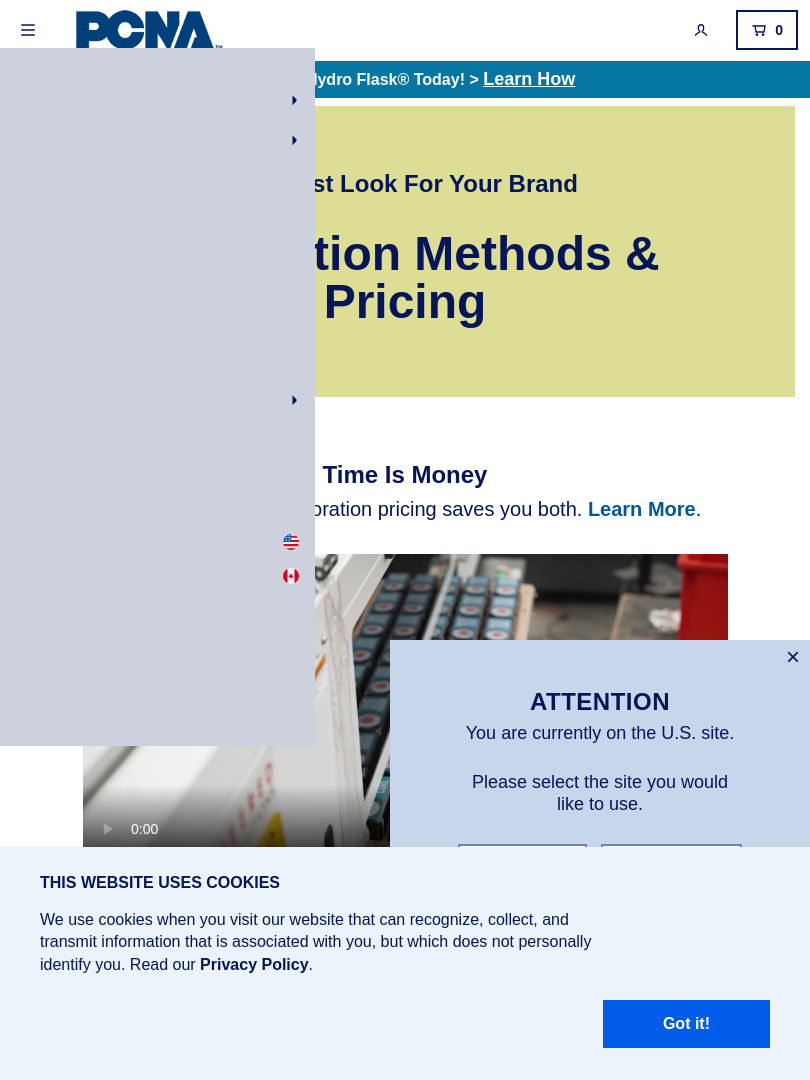 PCNA™
0
Hydro Flask® Today! > Learn How
st Look For Your Brand
tion Methods &
Pricing
Time Is Money
oration pricing saves you both. Learn More.
ATTENTION
You are currently on the U.S. site.
Please select the site you would
like to use.
0:00
THIS WEBSITE USES COOKIES
We use cookies when you visit our website that can recognize, collect, and
transmit information that is associated with you, but which does not personally
identify you. Read our Privacy Policy.
Got it!